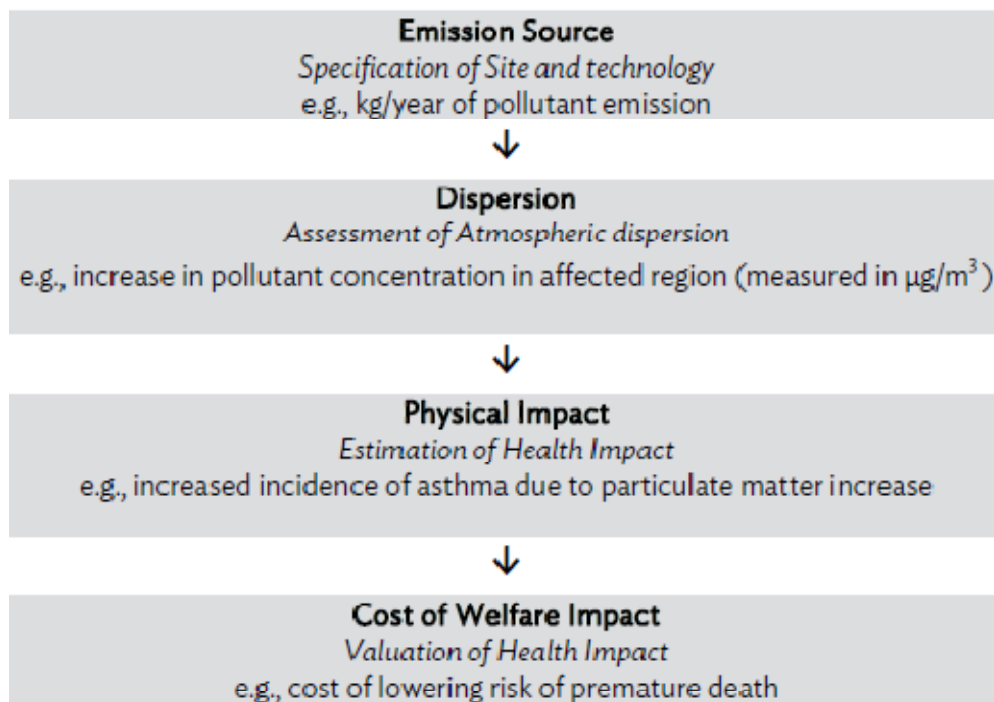 Emission Source
Specification of Site and technology
e.g., kg/year of pollutant emission
↓
Dispersion
Assessment of Atmospheric dispersion
e.g., increase in pollutant concentration in affected region (measured in µg/m³)
↓
Physical Impact
Estimation of Health Impact
e.g., increased incidence of asthma due to particulate matter increase
↓
Cost of Welfare Impact
Valuation of Health Impact
e.g., cost of lowering risk of premature death